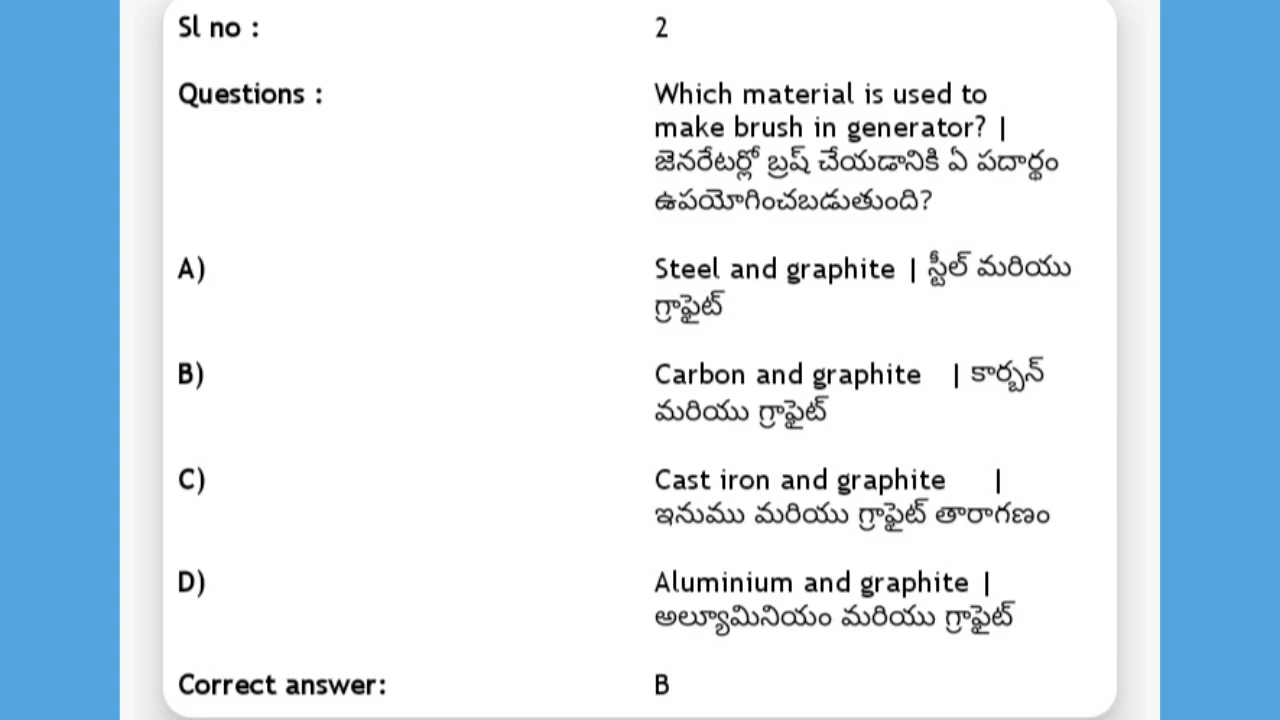 Sl no : 2
Questions : Which material is used to
make brush in generator? |
జెనరేటర్లో బ్రష్ చేయడానికి ఏ పదార్థం
ఉపయోగించబడుతుంది?
A) Steel and graphite | స్టీల్ మరియు
గ్రాఫైట్
B) Carbon and graphite | కార్బన్
మరియు గ్రాఫైట్
C) Cast iron and graphite |
ఇనుము మరియు గ్రాఫైట్ తారాగణం
D) Aluminium and graphite |
అల్యూమినియం మరియు గ్రాఫైట్
Correct answer: B